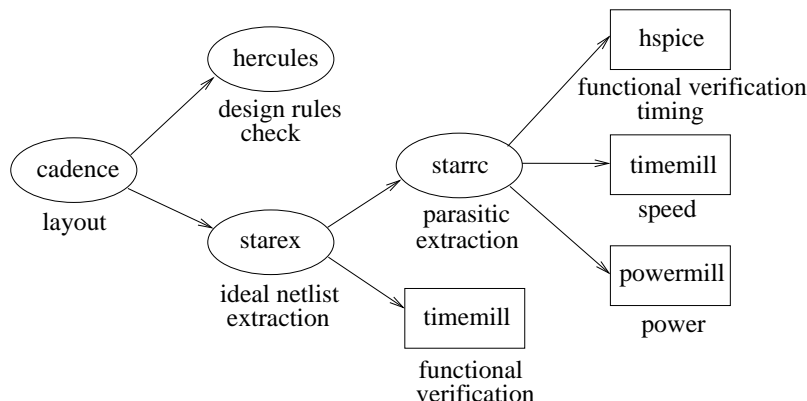 hercules
design rules
check
cadence
layout
starex
ideal netlist
extraction
starrc
parasitic
extraction
timemill
functional
verification
hspice
functional verification
timing
timemill
speed
powermill
power